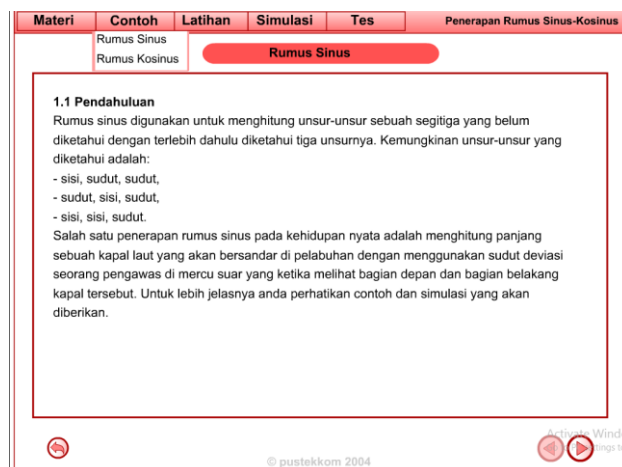 Materi Contoh Latihan Simulasi Tes Penerapan Rumus Sinus-Kosinus
Rumus Sinus
Rumus Kosinus
Rumus Sinus
1.1 Pendahuluan
Rumus sinus digunakan untuk menghitung unsur-unsur sebuah segitiga yang belum
diketahui dengan terlebih dahulu diketahui tiga unsurnya. Kemungkinan unsur-unsur yang
diketahui adalah:
- sisi, sudut, sudut,
- sudut, sisi, sudut,
- sisi, sisi, sudut.
Salah satu penerapan rumus sinus pada kehidupan nyata adalah menghitung panjang
sebuah kapal laut yang akan bersandar di pelabuhan dengan menggunakan sudut deviasi
seorang pengawas di mercu suar yang ketika melihat bagian depan dan bagian belakang
kapal tersebut. Untuk lebih jelasnya anda perhatikan contoh dan simulasi yang akan
diberikan.
Activate Wind
© pustekkom 2004